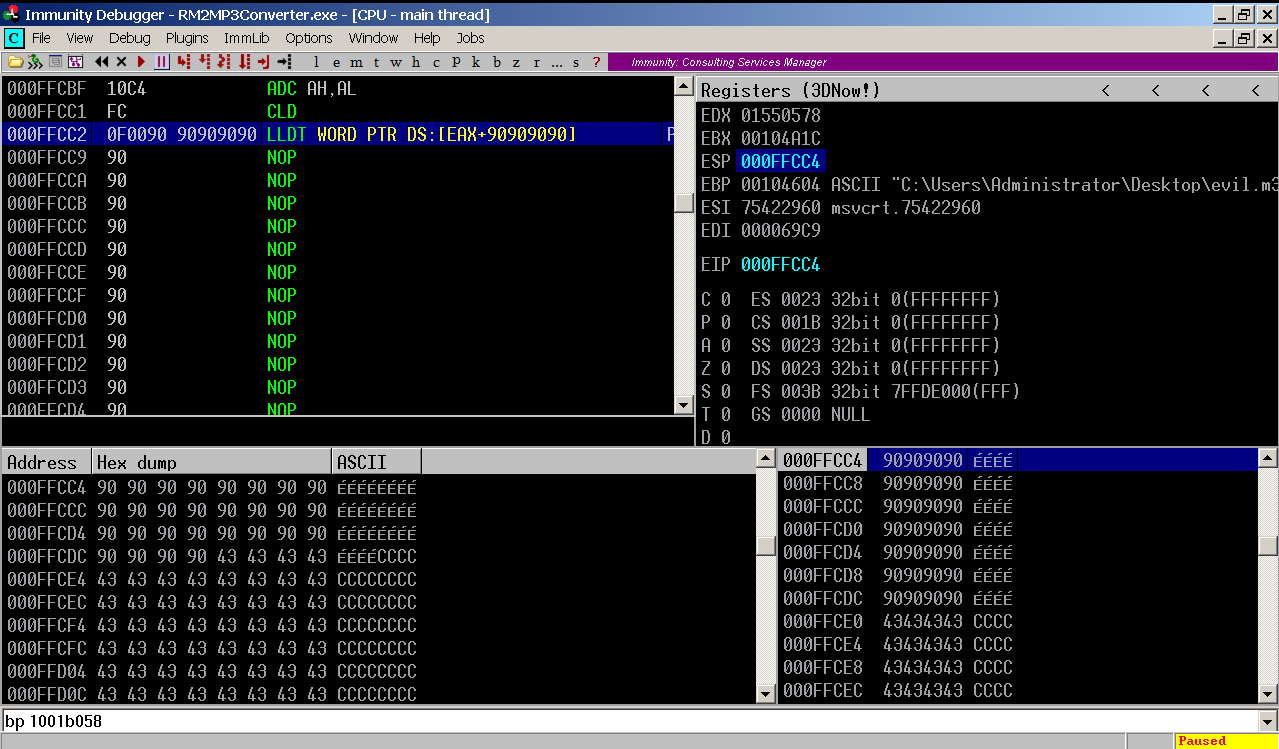 Immunity Debugger - RM2MP3Converter.exe - [CPU - main thread]
C File View Debug Plugins ImmLib Options Window Help Jobs
l e m t w h c P k b z r ... s ? Immunity: Consulting Services Manager
000FFCBF 10C4 ADC AH,AL
000FFCC1 FC CLD
000FFCC2 0F0090 90909090 LLDT WORD PTR DS:[EAX+90909090] P
000FFCC9 90 NOP
000FFCCA 90 NOP
000FFCCB 90 NOP
000FFCCC 90 NOP
000FFCCD 90 NOP
000FFCCE 90 NOP
000FFCCF 90 NOP
000FFCD0 90 NOP
000FFCD1 90 NOP
000FFCD2 90 NOP
000FFCD3 90 NOP
000FFCD4 90 NOP
Registers (3DNow!) < < < <
EDX 01550578
EBX 00104A1C
ESP 000FFCC4
EBP 00104604 ASCII "C:\Users\Administrator\Desktop\evil.m3
ESI 75422960 msvcrt.75422960
EDI 000069C9
EIP 000FFCC4
C 0 ES 0023 32bit 0(FFFFFFFF)
P 0 CS 001B 32bit 0(FFFFFFFF)
A 0 SS 0023 32bit 0(FFFFFFFF)
Z 0 DS 0023 32bit 0(FFFFFFFF)
S 0 FS 003B 32bit 7FFDE000(FFF)
T 0 GS 0000 NULL
D 0
Address Hex dump ASCII
000FFCC4 90 90 90 90 90 90 90 90 ÉÉÉÉÉÉÉÉ
000FFCCC 90 90 90 90 90 90 90 90 ÉÉÉÉÉÉÉÉ
000FFCD4 90 90 90 90 90 90 90 90 ÉÉÉÉÉÉÉÉ
000FFCDC 90 90 90 90 43 43 43 43 ÉÉÉÉCCCC
000FFCE4 43 43 43 43 43 43 43 43 CCCCCCCC
000FFCEC 43 43 43 43 43 43 43 43 CCCCCCCC
000FFCF4 43 43 43 43 43 43 43 43 CCCCCCCC
000FFCFC 43 43 43 43 43 43 43 43 CCCCCCCC
000FFD04 43 43 43 43 43 43 43 43 CCCCCCCC
000FFD0C 43 43 43 43 43 43 43 43 CCCCCCCC
000FFCC4 90909090 ÉÉÉÉ
000FFCC8 90909090 ÉÉÉÉ
000FFCCC 90909090 ÉÉÉÉ
000FFCD0 90909090 ÉÉÉÉ
000FFCD4 90909090 ÉÉÉÉ
000FFCD8 90909090 ÉÉÉÉ
000FFCDC 90909090 ÉÉÉÉ
000FFCE0 43434343 CCCC
000FFCE4 43434343 CCCC
000FFCE8 43434343 CCCC
000FFCEC 43434343 CCCC
bp 1001b058
Paused